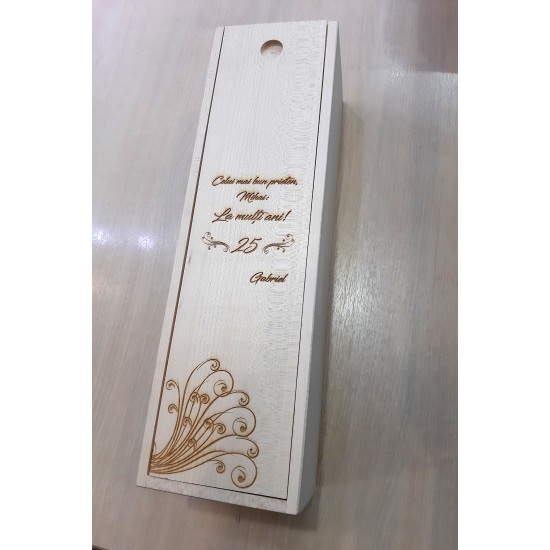 Celui mai bun prieten,
Mihai:
La mulți ani!
25
Gabriel